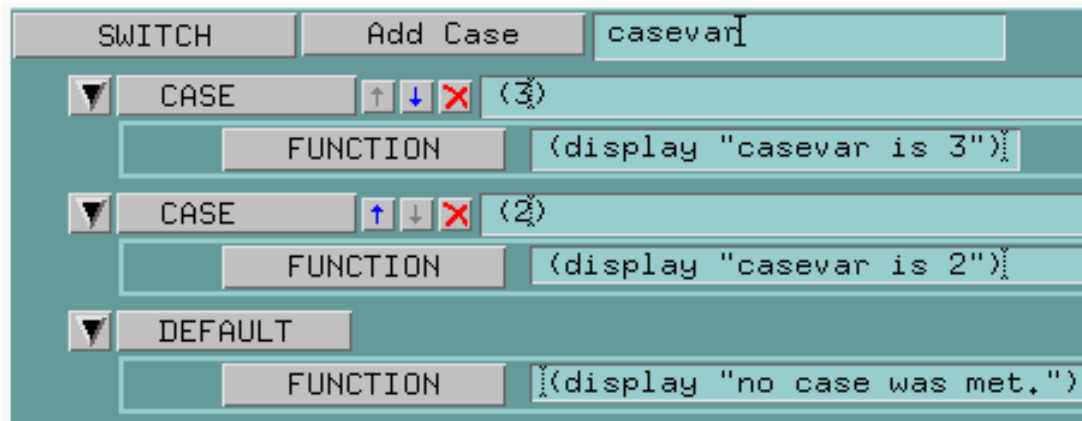 SWITCH Add Case casevar
CASE (3)
FUNCTION (display "casevar is 3")
CASE (2)
FUNCTION (display "casevar is 2")
DEFAULT
FUNCTION (display "no case was met.")